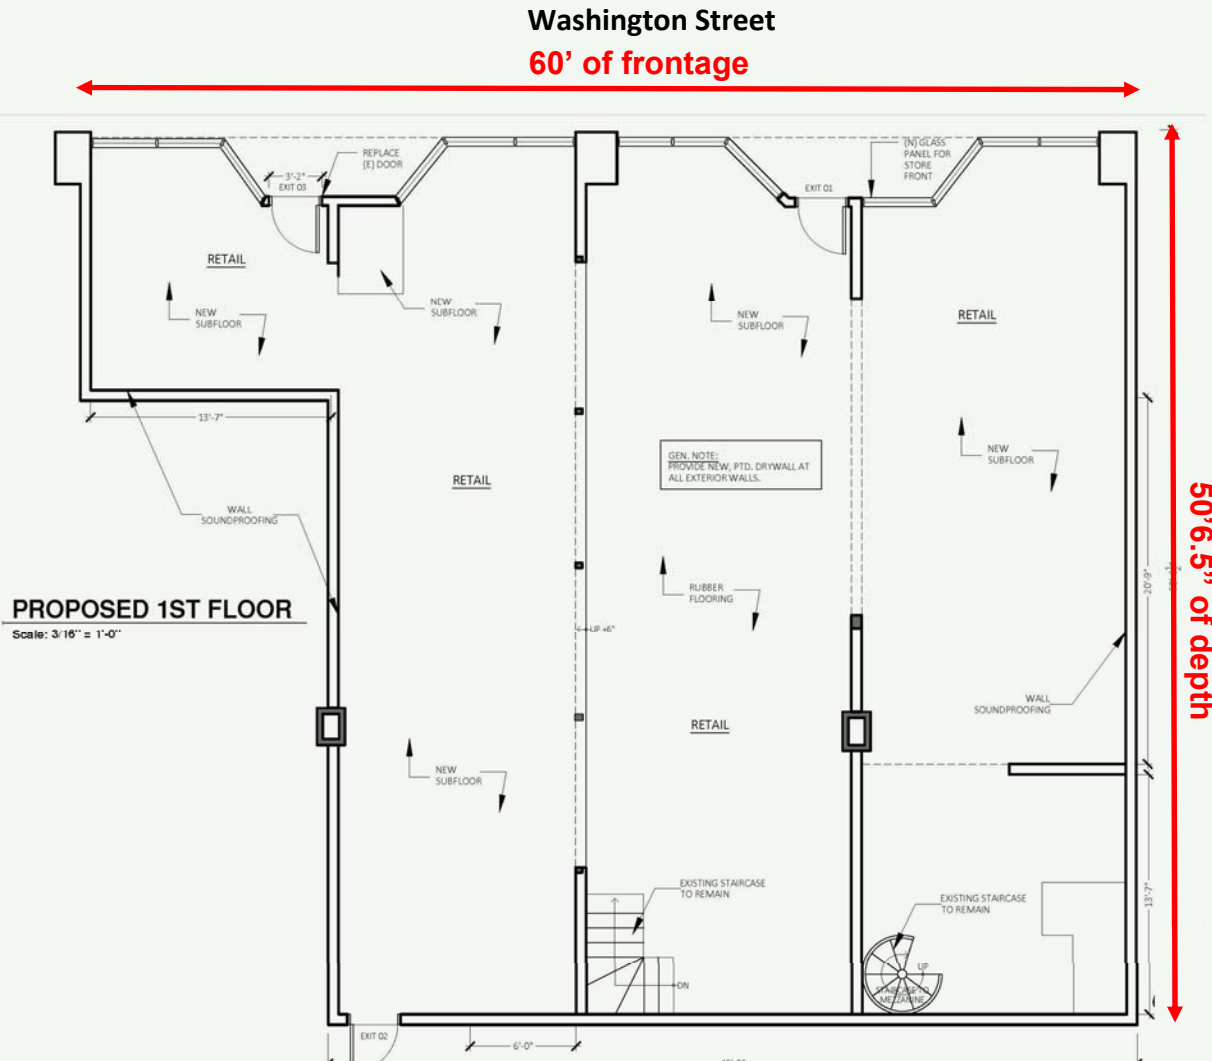 Washington Street
60' of frontage
REPLACE
(E) DOOR
3'-2"
EXIT 03
(N) GLASS
PANEL FOR
STORE
FRONT
EXIT 01
RETAIL
NEW
SUBFLOOR
NEW
SUBFLOOR
NEW
SUBFLOOR
RETAIL
13'-7"
GEN. NOTE:
PROVIDE NEW, PTD. DRYWALL AT
ALL EXTERIOR WALLS.
NEW
SUBFLOOR
RETAIL
WALL
SOUNDPROOFING
50'6.5" of depth
20'-9"
RUBBER
FLOORING
PROPOSED 1ST FLOOR
Scale: 3/16" = 1'-0"
UP +6"
WALL
SOUNDPROOFING
RETAIL
NEW
SUBFLOOR
EXISTING STAIRCASE
TO REMAIN
EXISTING STAIRCASE
TO REMAIN
13'-7"
UP
DN
STAIRCASE TO
MEZZANINE
EXIT 02
6'-0"